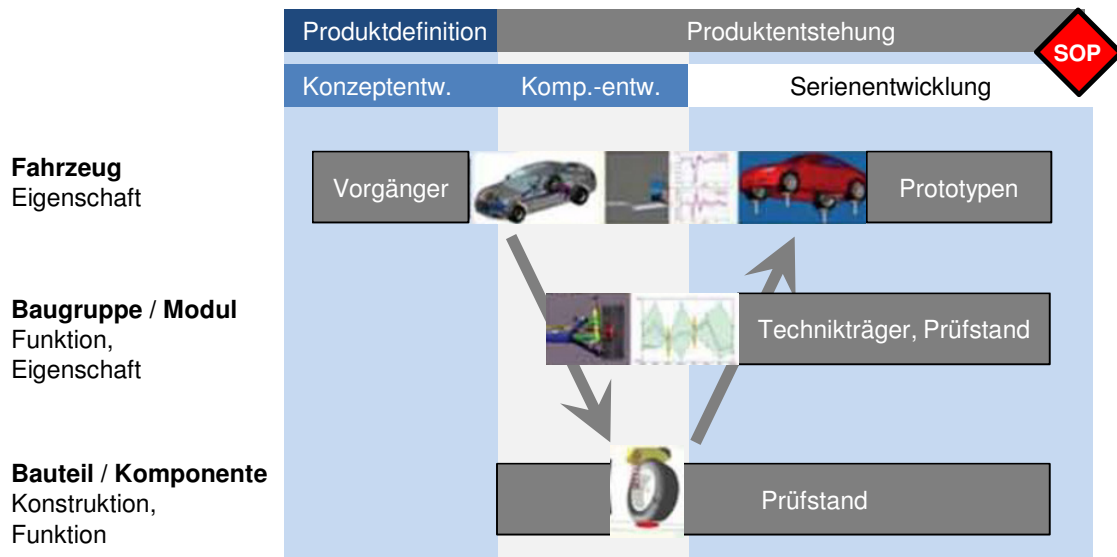 Produktdefinition
Produktentstehung
SOP
Konzeptentw.
Komp.-entw.
Serienentwicklung
Fahrzeug
Eigenschaft
Vorgänger
Prototypen
Baugruppe / Modul
Funktion,
Eigenschaft
Technikträger, Prüfstand
Bauteil / Komponente
Konstruktion,
Funktion
Prüfstand